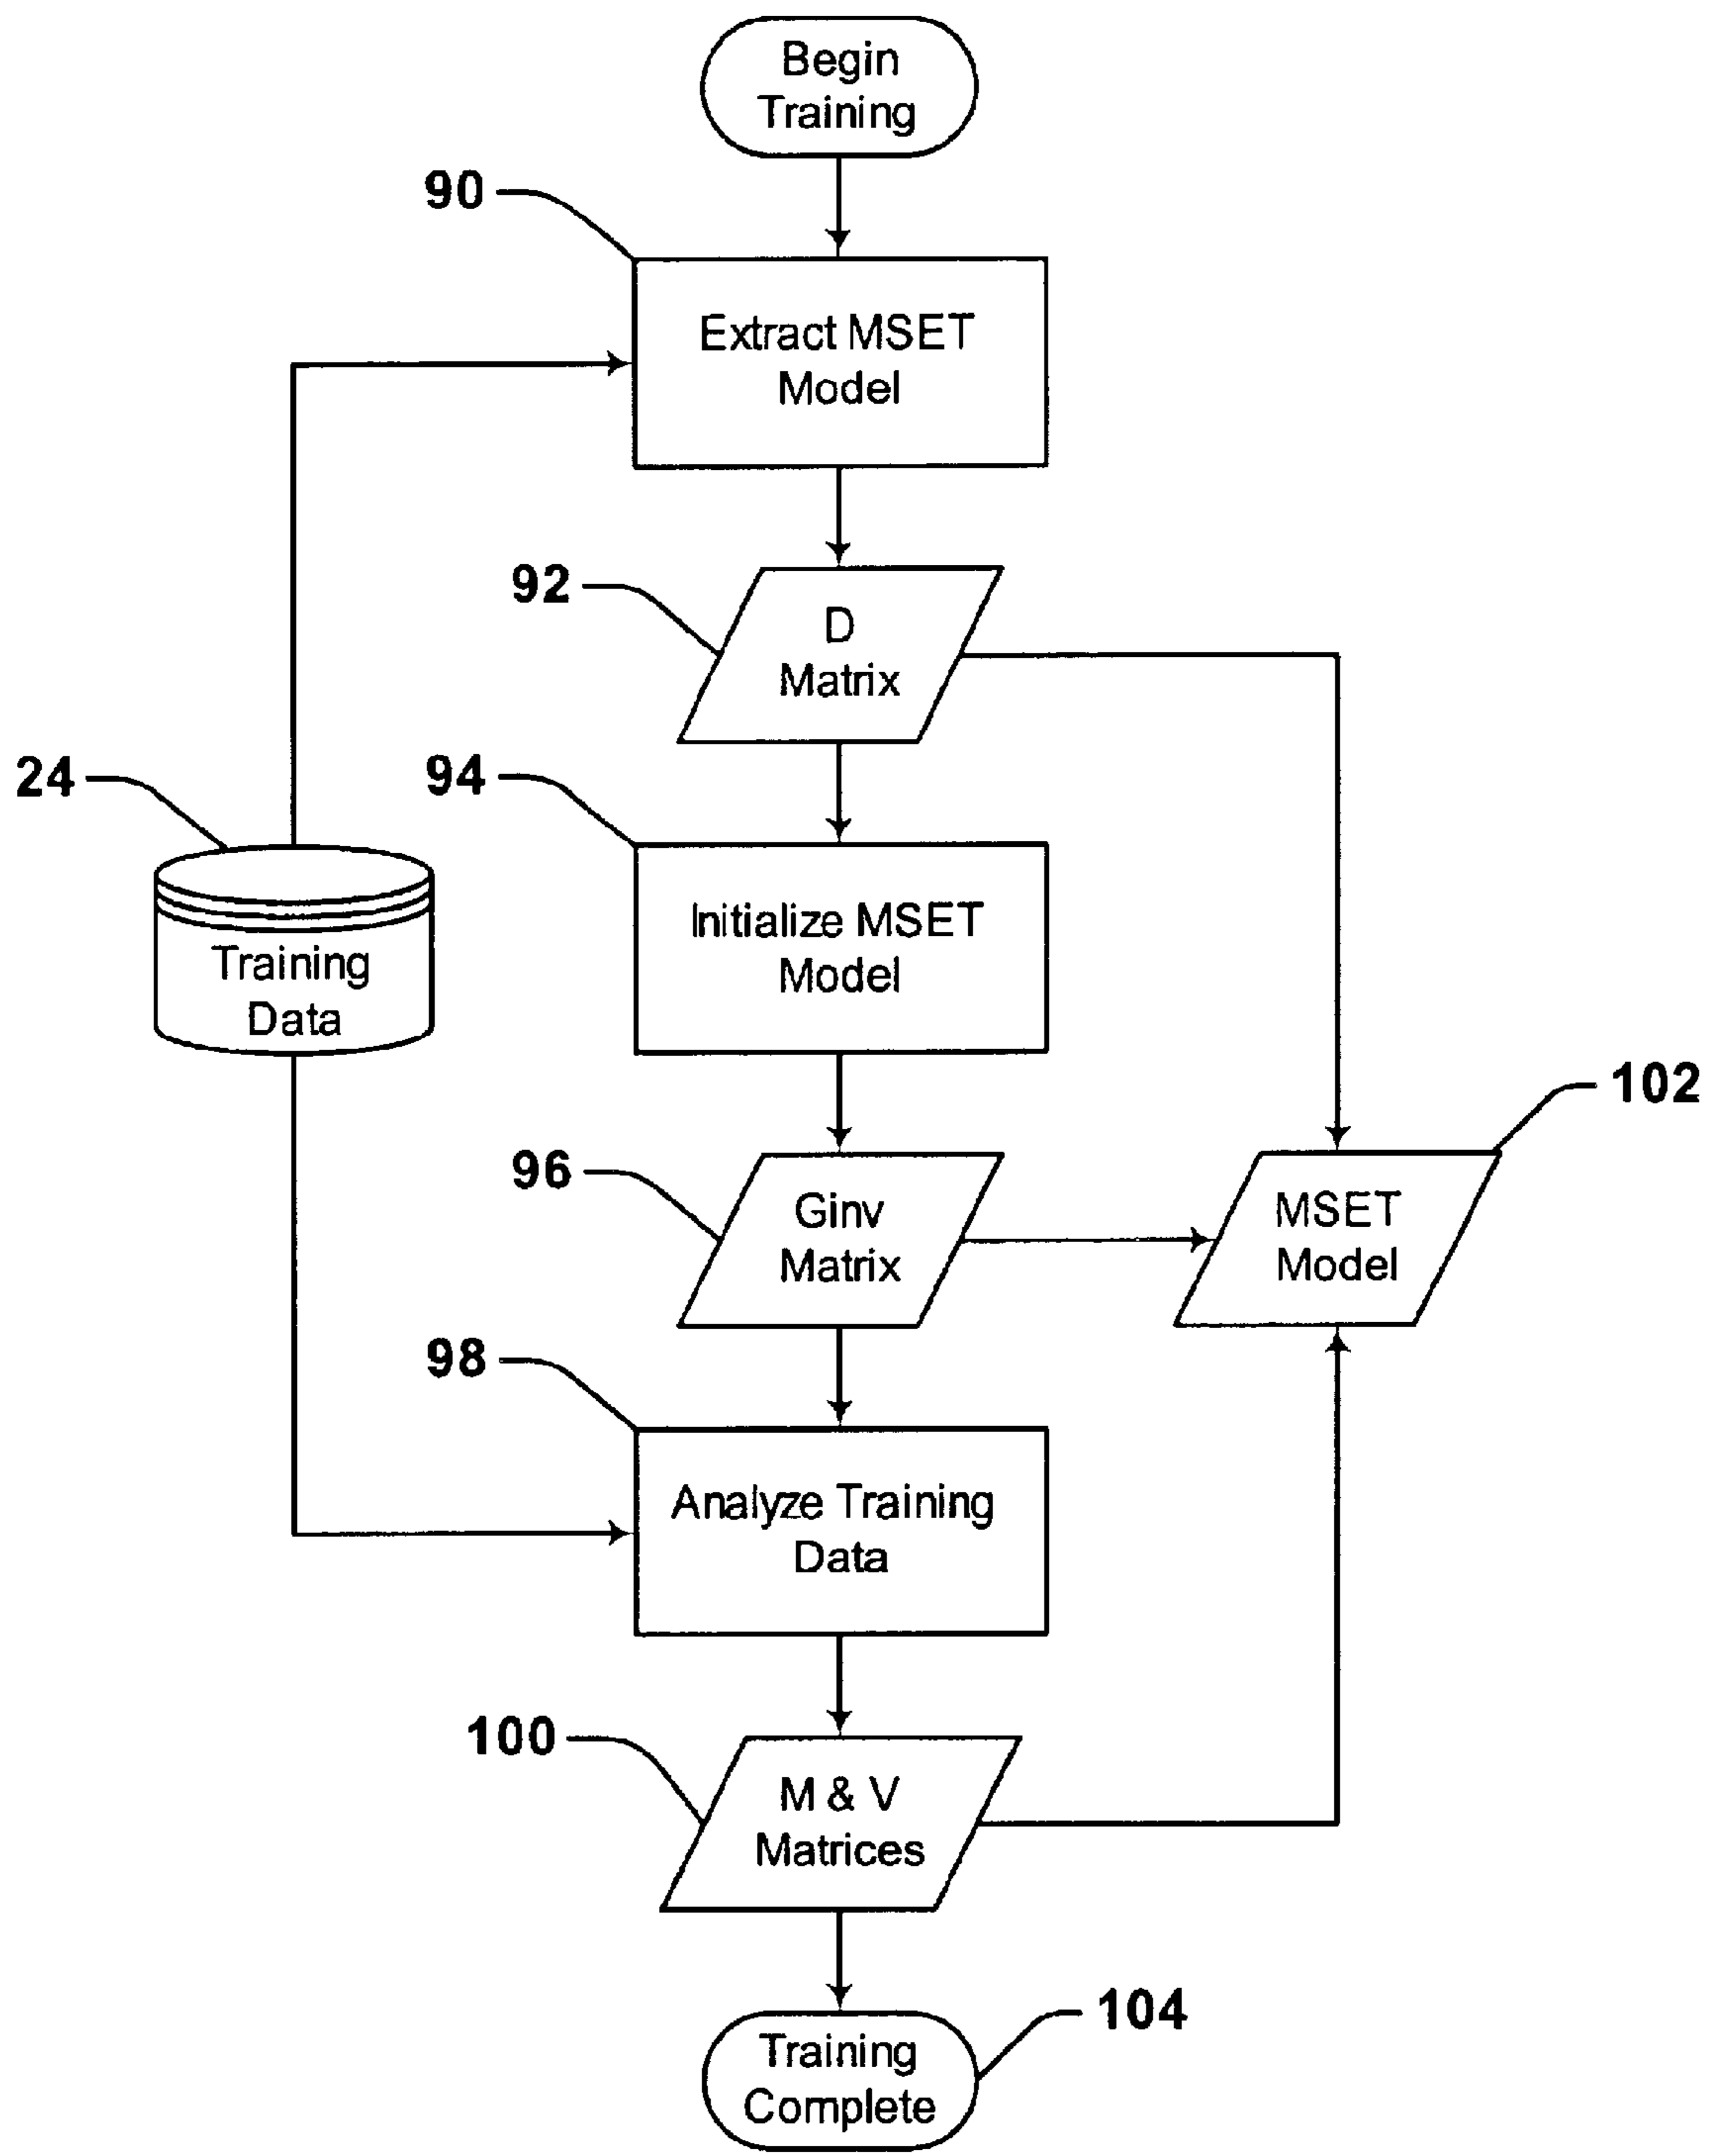 Begin
Training
90
Extract MSET
Model
92
D
Matrix
24
94
Training
Data
Initialize MSET
Model
102
96
Ginv
Matrix
MSET
Model
98
Analyze Training
Data
100
M & V
Matrices
104
Training
Complete